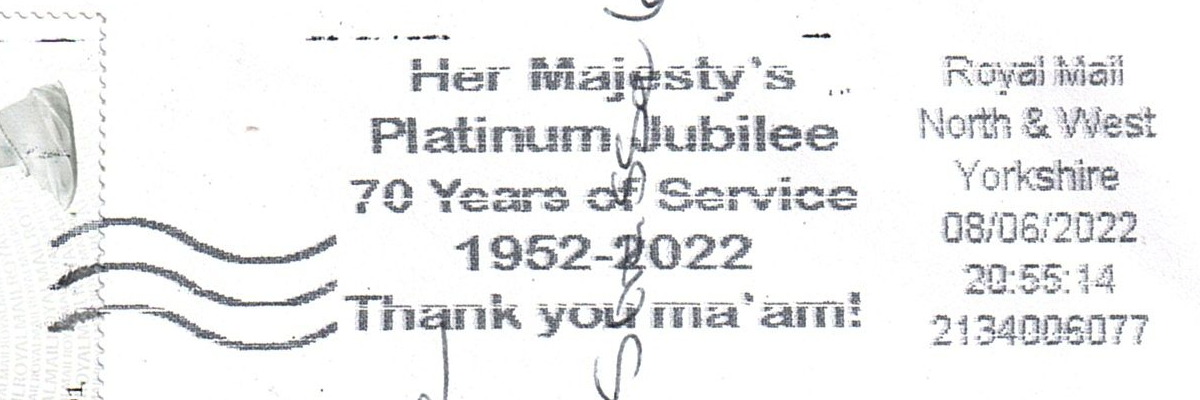 Her Majesty's
Platinum Jubilee
70 Years of Service
1952-2022
Thank you ma'am!
Royal Mail
North & West
Yorkshire
08/06/2022
20:55:14
2134006077